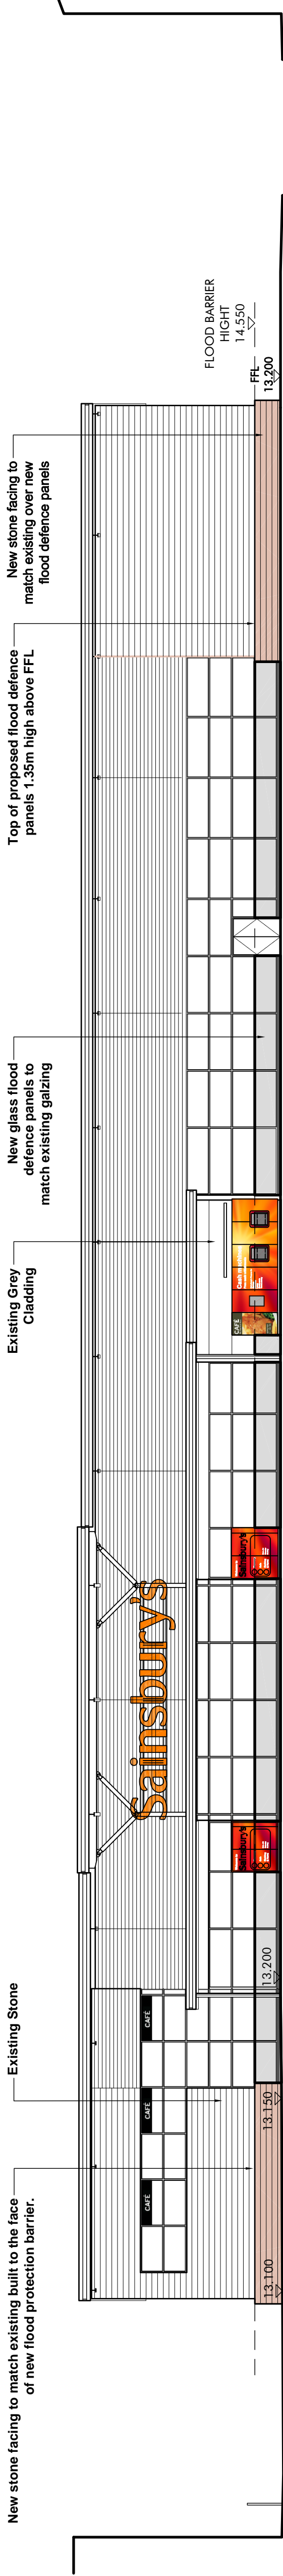 New stone facing to match existing built to the face
of new flood protection barrier.
Existing Stone
Existing Grey
Cladding
New glass flood
defence panels to
match existing galzing
Top of proposed flood defence
panels 1.35m high above FFL
New stone facing to
match existing over new
flood defence panels
FLOOD BARRIER
HIGHT
14.550
FFL
13.200
Sainsbury's
CAFÉ
CAFÉ
CAFÉ
Sainsbury's
Sainsbury's
CAFÉ
Cash
13.100
13.150
13.200